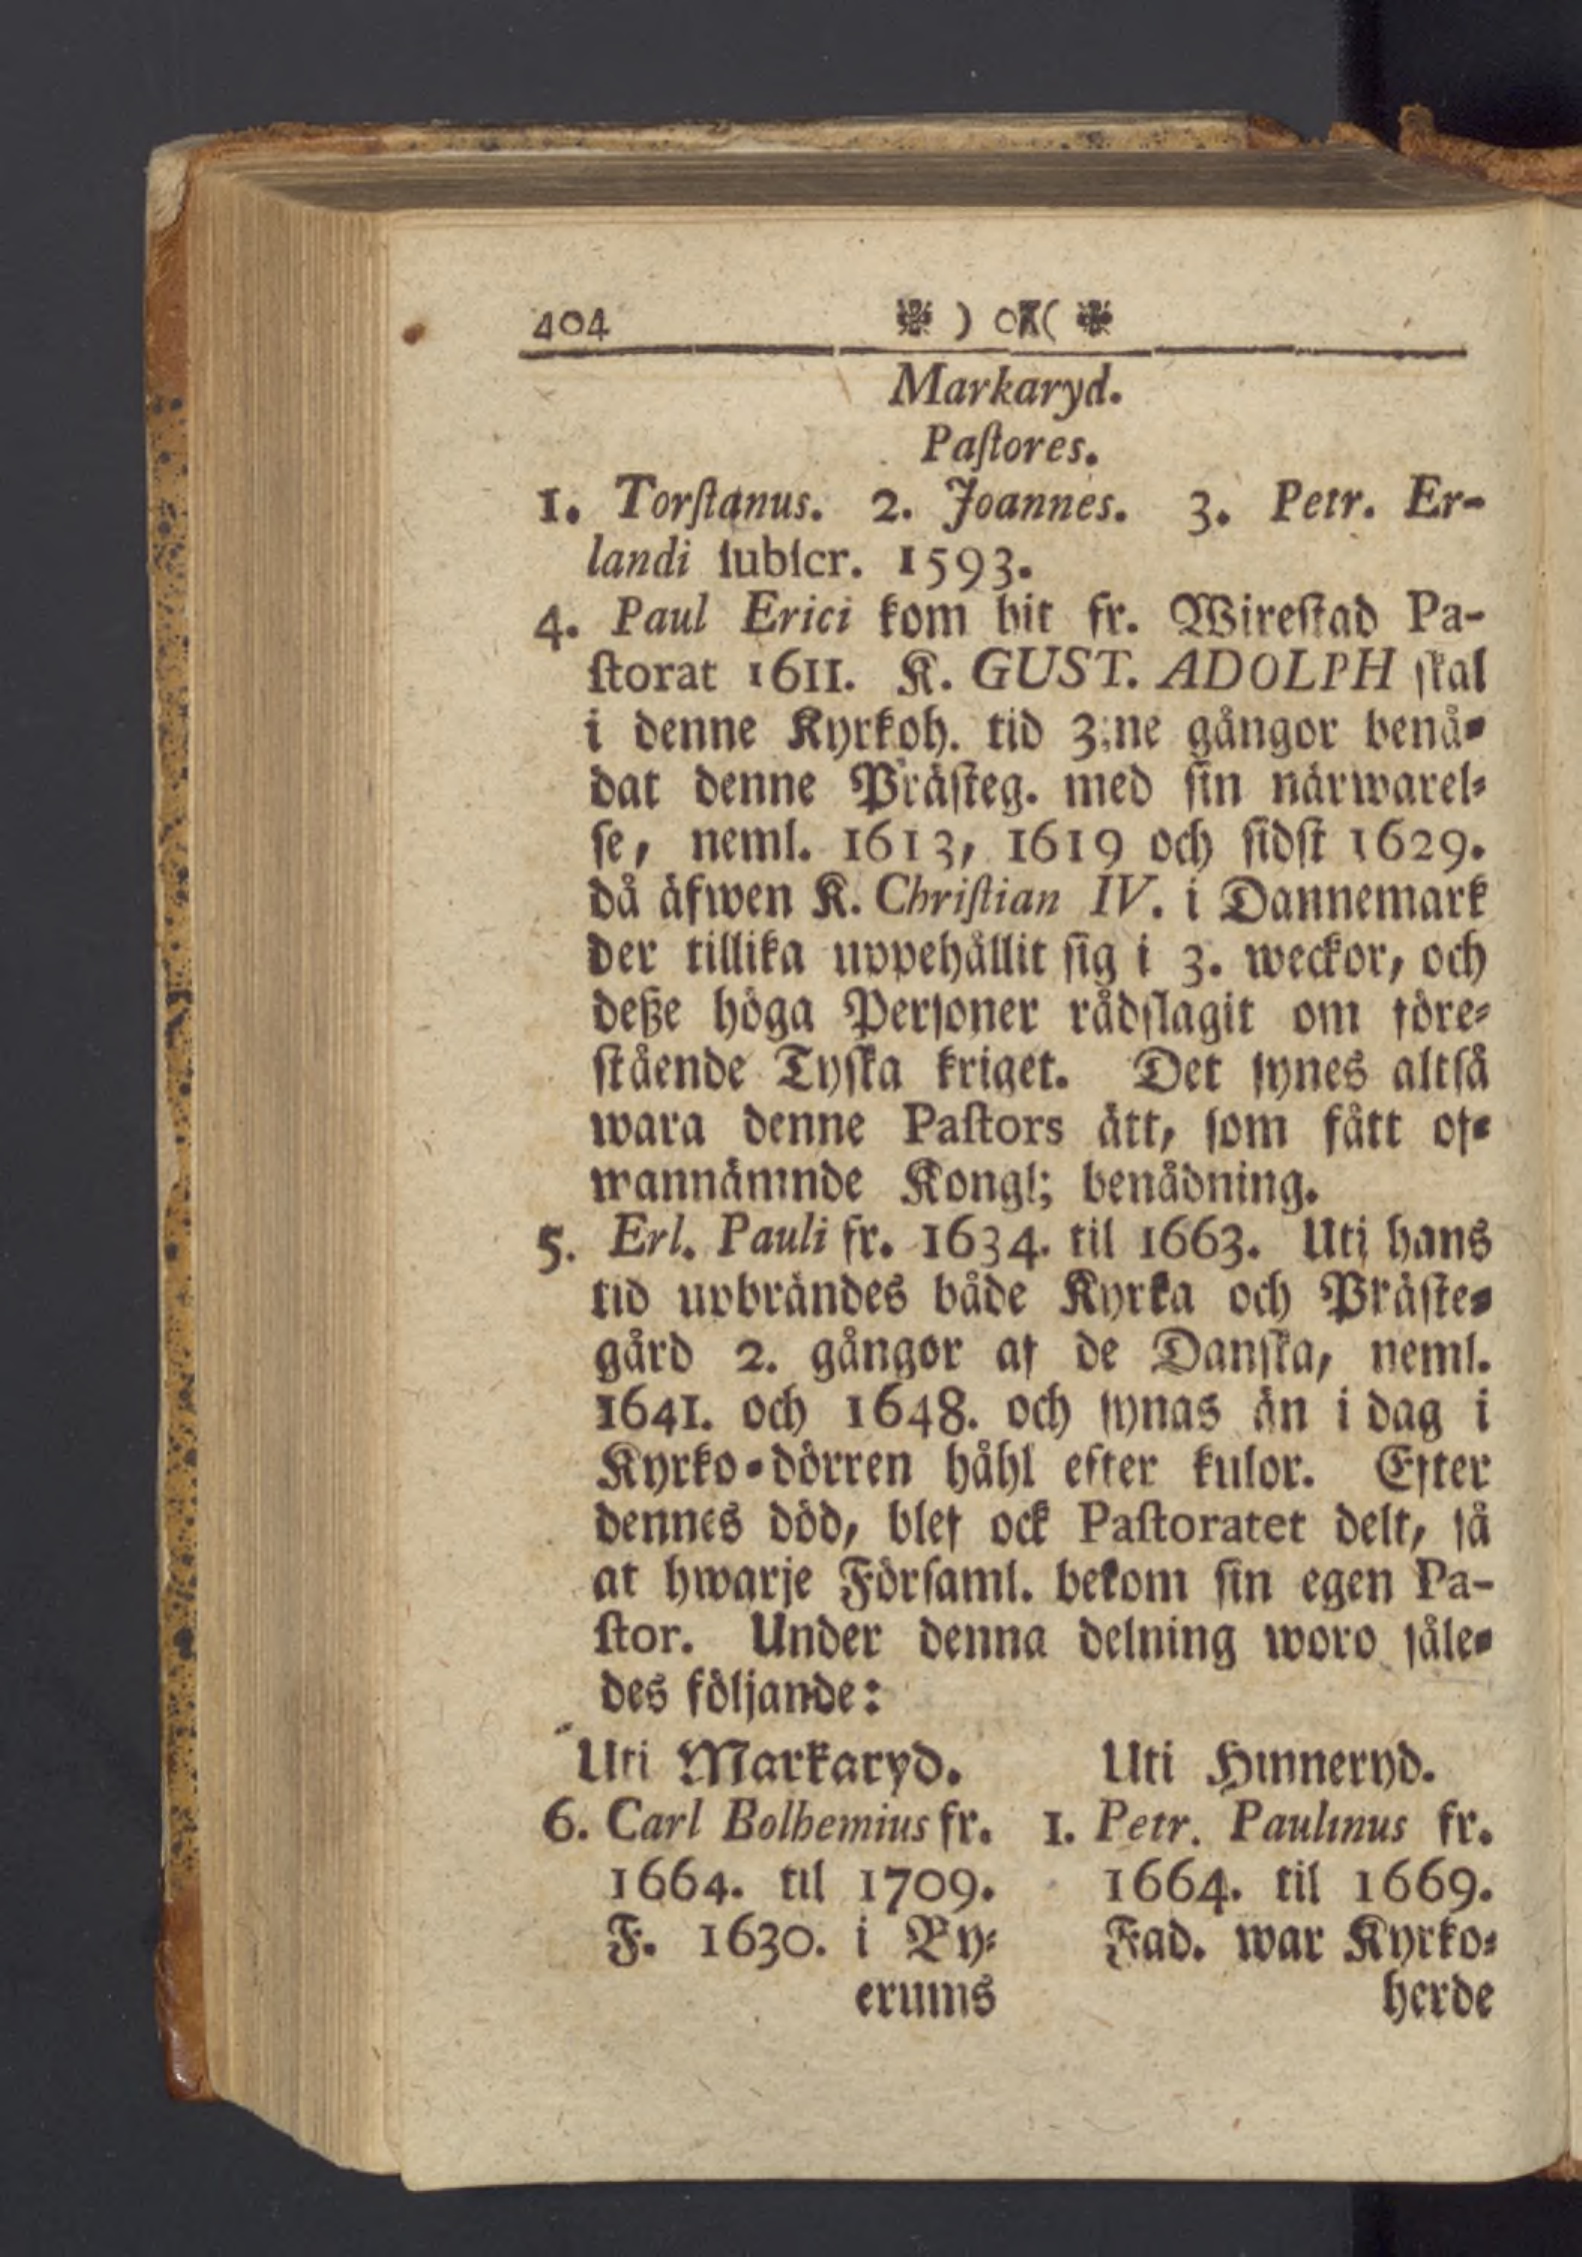 404 ❋ ) o ( ❋
Markaryd.
Paſtores.
1. Torſtanus. 2. Joannes. 3. Petr. Er-
landi ſubſcr. 1593.
4. Paul Erici kom hit fr. Wireſtad Pa-
ſtorat 1611. K. GUST. ADOLPH ſkal
i denne Kyrkoh. tid 3:ne gångor benå-
dat denne Präſteg. med ſin närwarel-
ſe, neml. 1613, 1619 och ſidſt 1629.
då äfwen K. Chriſtian IV. i Dannemark
der tillika uppehållit ſig i 3. weckor, och
deße höga Perſoner rådſlagit om före-
ſtående Tyſka kriget. Det ſynes altſå
wara denne Paſtors ätt, ſom fått of-
wannämnde Kongl; benådning.
5. Erl. Pauli fr. 1634. til 1663. Uti hans
tid upbrändes både Kyrka och Präſte-
gård 2. gångor af de Danſka, neml.
1641. och 1648. och ſynas än i dag i
Kyrko-dörren håhl efter kulor. Efter
dennes död, blef ock Paſtoratet delt, ſå
at hwarje Förſaml. bekom ſin egen Pa-
ſtor. Under denna delning woro ſåle-
des följande:
Uti Markaryd.
6. Carl Bolhemius fr.
1664. til 1709.
F. 1630. i Ry-
erums
Uti Hinneryd.
1. Petr. Paulinus fr.
1664. til 1669.
Fad. war Kyrko-
herde